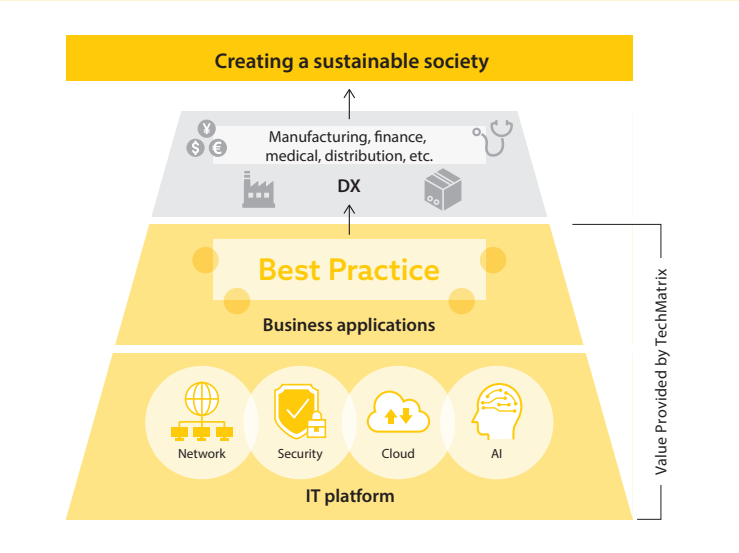 Creating a sustainable society
¥
$ €
Manufacturing, finance,
medical, distribution, etc.
DX
Best Practice
Business applications
Network Security Cloud AI
IT platform
Value Provided by TechMatrix